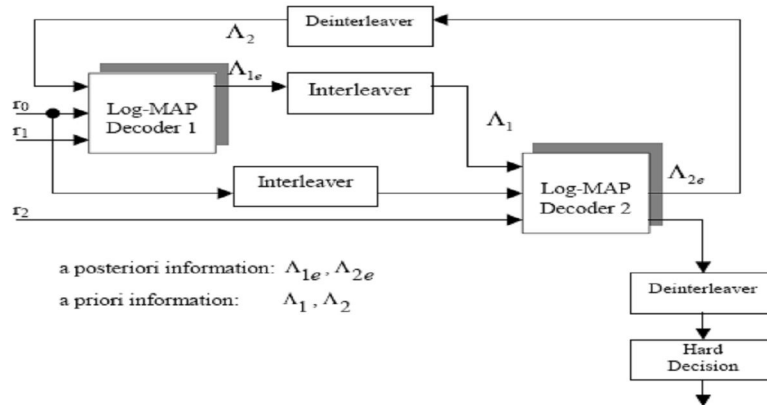 Deinterleaver
Λ2
Λ1e
Interleaver
r0
Log-MAP
Decoder 1
r1
Λ1
Interleaver
Log-MAP
Decoder 2
Λ2e
r2
a posteriori information: Λ1e, Λ2e
a priori information: Λ1, Λ2
Deinterleaver
Hard
Decision